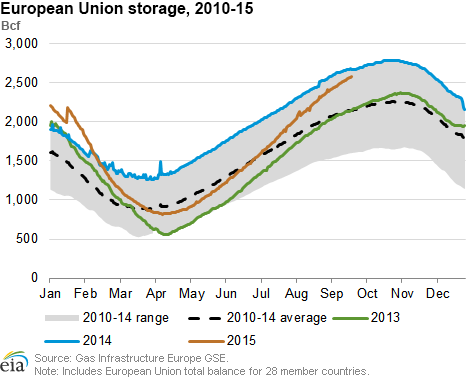 European Union storage, 2010-15
Bcf
3,000
2,500
2,000
1,500
1,000
500
0
Jan Feb Mar Apr May Jun Jul Aug Sep Oct Nov Dec
2010-14 range 2010-14 average 2013
2014 2015
eia Source: Gas Infrastructure Europe GSE.
Note: Includes European Union total balance for 28 member countries.